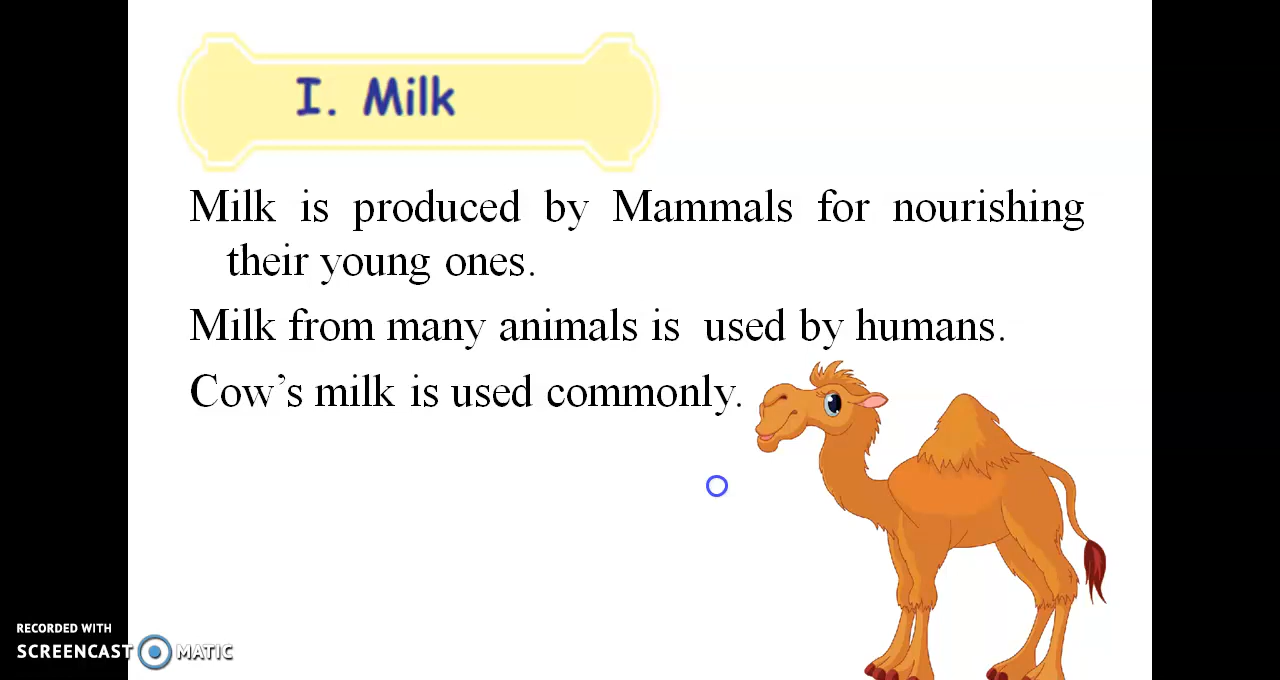 I. Milk
Milk is produced by Mammals for nourishing
their young ones.
Milk from many animals is  used by humans.
Cow’s milk is used commonly.
RECORDED WITH
SCREENCAST MATIC